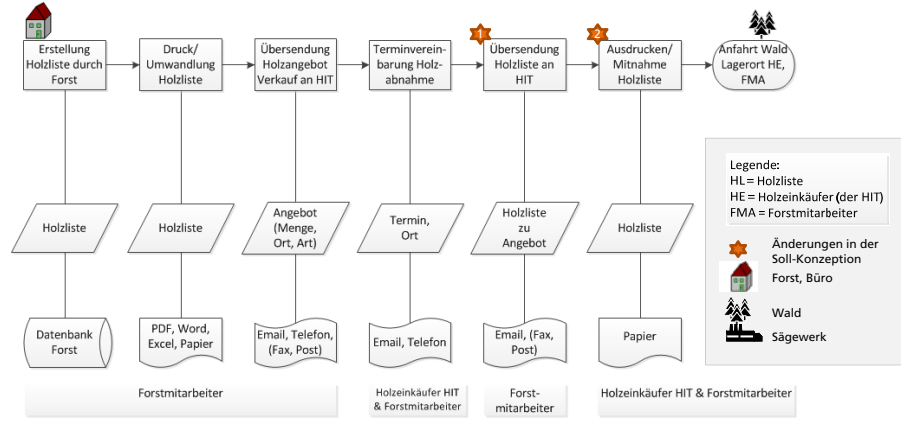 Erstellung
Holzliste durch
Forst
Druck/
Umwandlung
Holzliste
Übersendung
Holzangebot
Verkauf an HIT
Terminverein-
barung Holz-
abnahme
1
Übersendung
Holzliste an
HIT
2
Ausdrucken/
Mitnahme
Holzliste
Anfahrt Wald
Lagerort HE,
FMA
Holzliste
Holzliste
Angebot
(Menge,
Ort, Art)
Termin,
Ort
Holzliste
zu
Angebot
Holzliste
Datenbank
Forst
PDF, Word,
Excel, Papier
Email, Telefon,
(Fax, Post)
Email, Telefon
Email, (Fax,
Post)
Papier
Forstmitarbeiter
Holzeinkäufer HIT
& Forstmitarbeiter
Forst-
mitarbeiter
Holzeinkäufer HIT & Forstmitarbeiter
Legende:
HL = Holzliste
HE = Holzeinkäufer (der HIT)
FMA = Forstmitarbeiter
Änderungen in der
Soll-Konzeption
Forst, Büro
Wald
Sägewerk